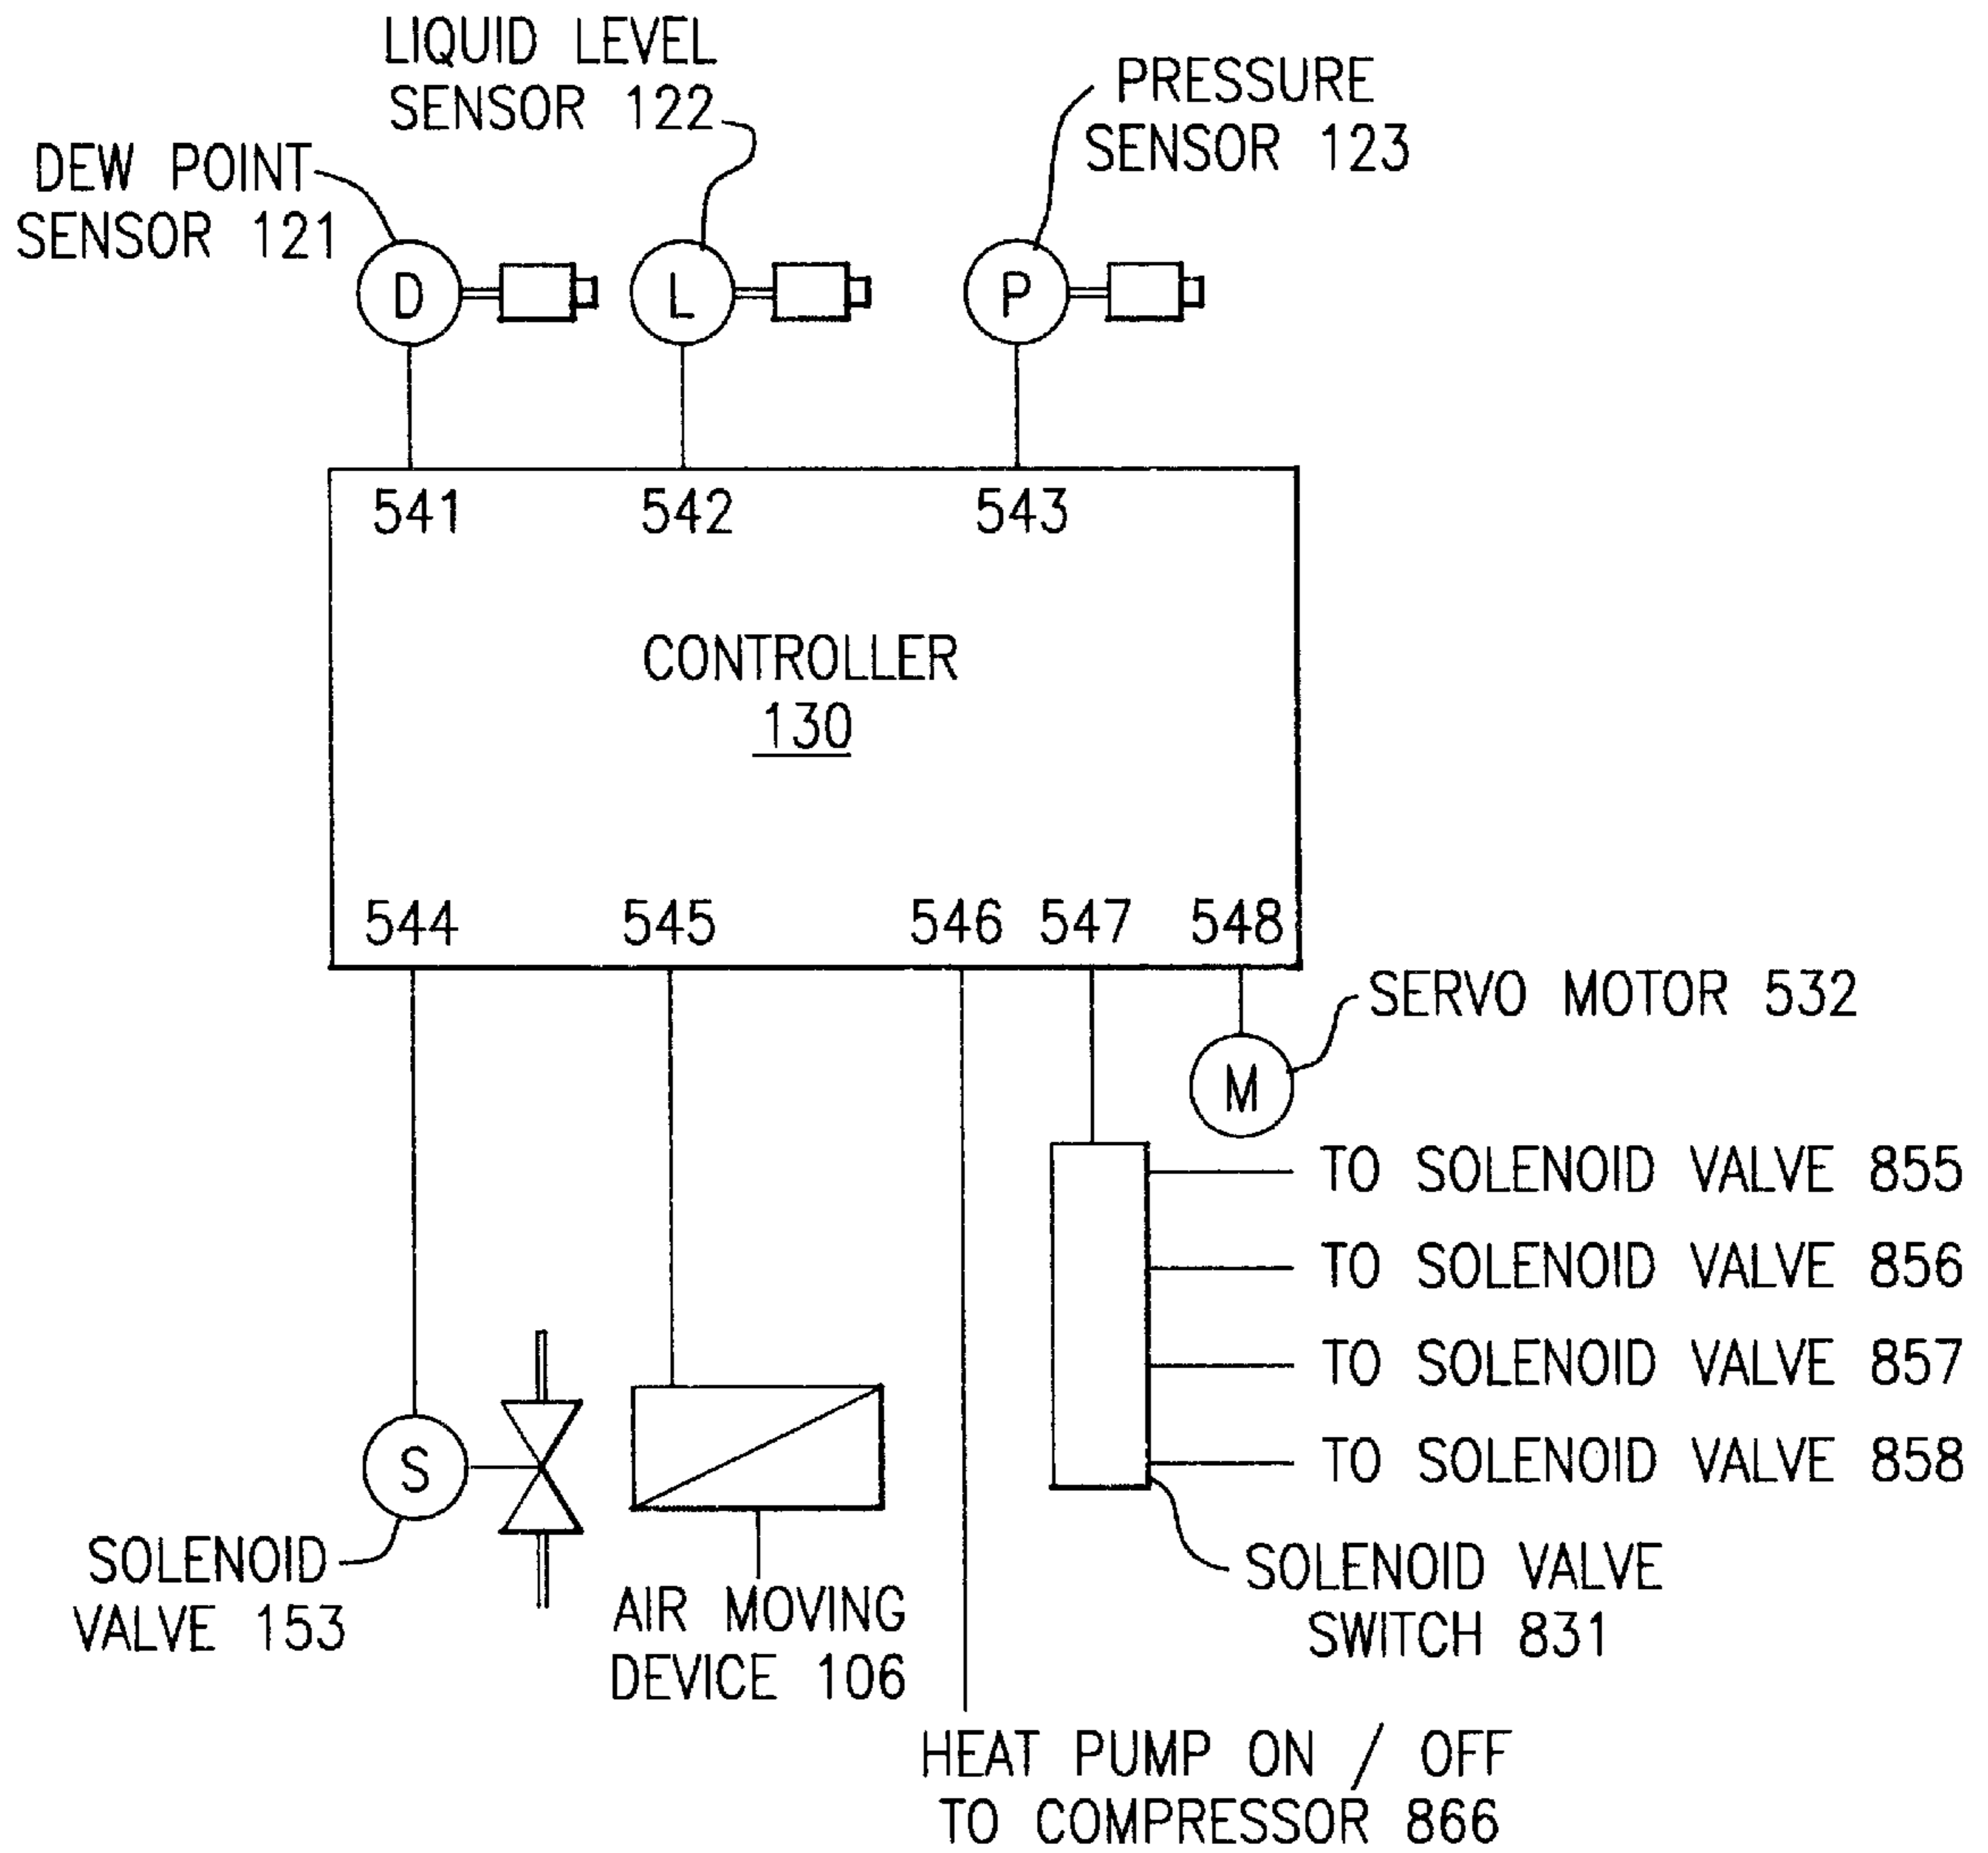 LIQUID LEVEL
SENSOR 122
PRESSURE
SENSOR 123
DEW POINT
SENSOR 121
D
L
P
541
542
543
CONTROLLER
130
544
545
546
547
548
SERVO MOTOR 532
M
TO SOLENOID VALVE 855
TO SOLENOID VALVE 856
TO SOLENOID VALVE 857
TO SOLENOID VALVE 858
S
SOLENOID
VALVE 153
AIR MOVING
DEVICE 106
SOLENOID VALVE
SWITCH 831
HEAT PUMP ON / OFF
TO COMPRESSOR 866